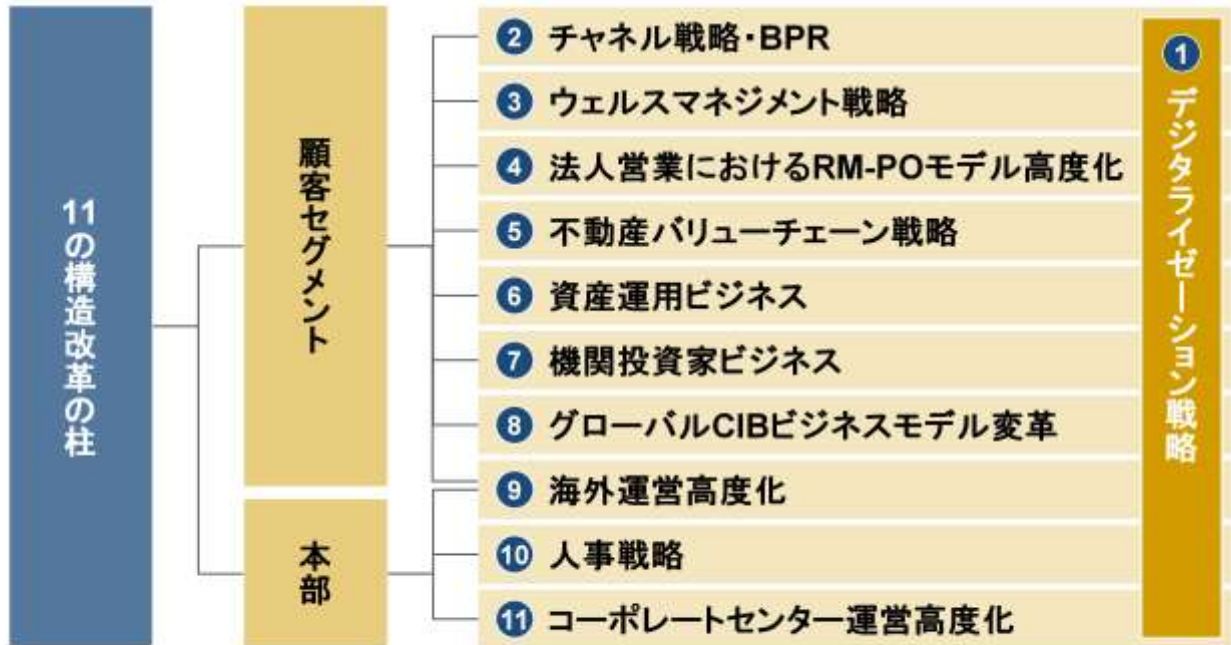 11の構造改革の柱
顧客セグメント
本部
2 チャネル戦略・BPR
3 ウェルスマネジメント戦略
4 法人営業におけるRM-POモデル高度化
5 不動産バリューチェーン戦略
6 資産運用ビジネス
7 機関投資家ビジネス
8 グローバルCIBビジネスモデル変革
9 海外運営高度化
10 人事戦略
11 コーポレートセンター運営高度化
1 デジタライゼーション戦略